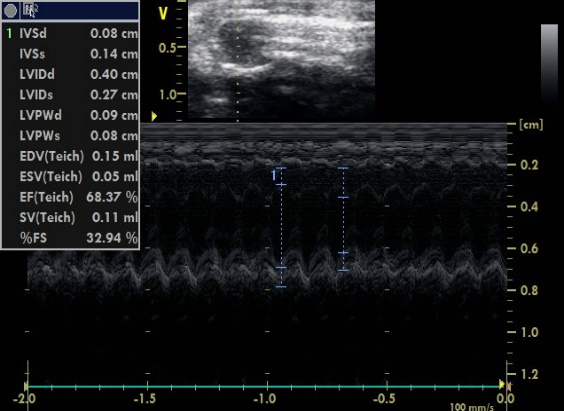 1 IVSd 0.08 cm
IVSs 0.14 cm
LVIDd 0.40 cm
LVIDs 0.27 cm
LVPWd 0.09 cm
LVPWs 0.08 cm
EDV(Teich) 0.15 ml
ESV(Teich) 0.05 ml
EF(Teich) 68.37 %
SV(Teich) 0.11 ml
%FS 32.94 %
V
0.5
1.0
[cm]
0.2
0.4
0.6
0.8
1.0
1.2
1
-2.0 -1.5 -1.0 -0.5 0.0
100 mm/s